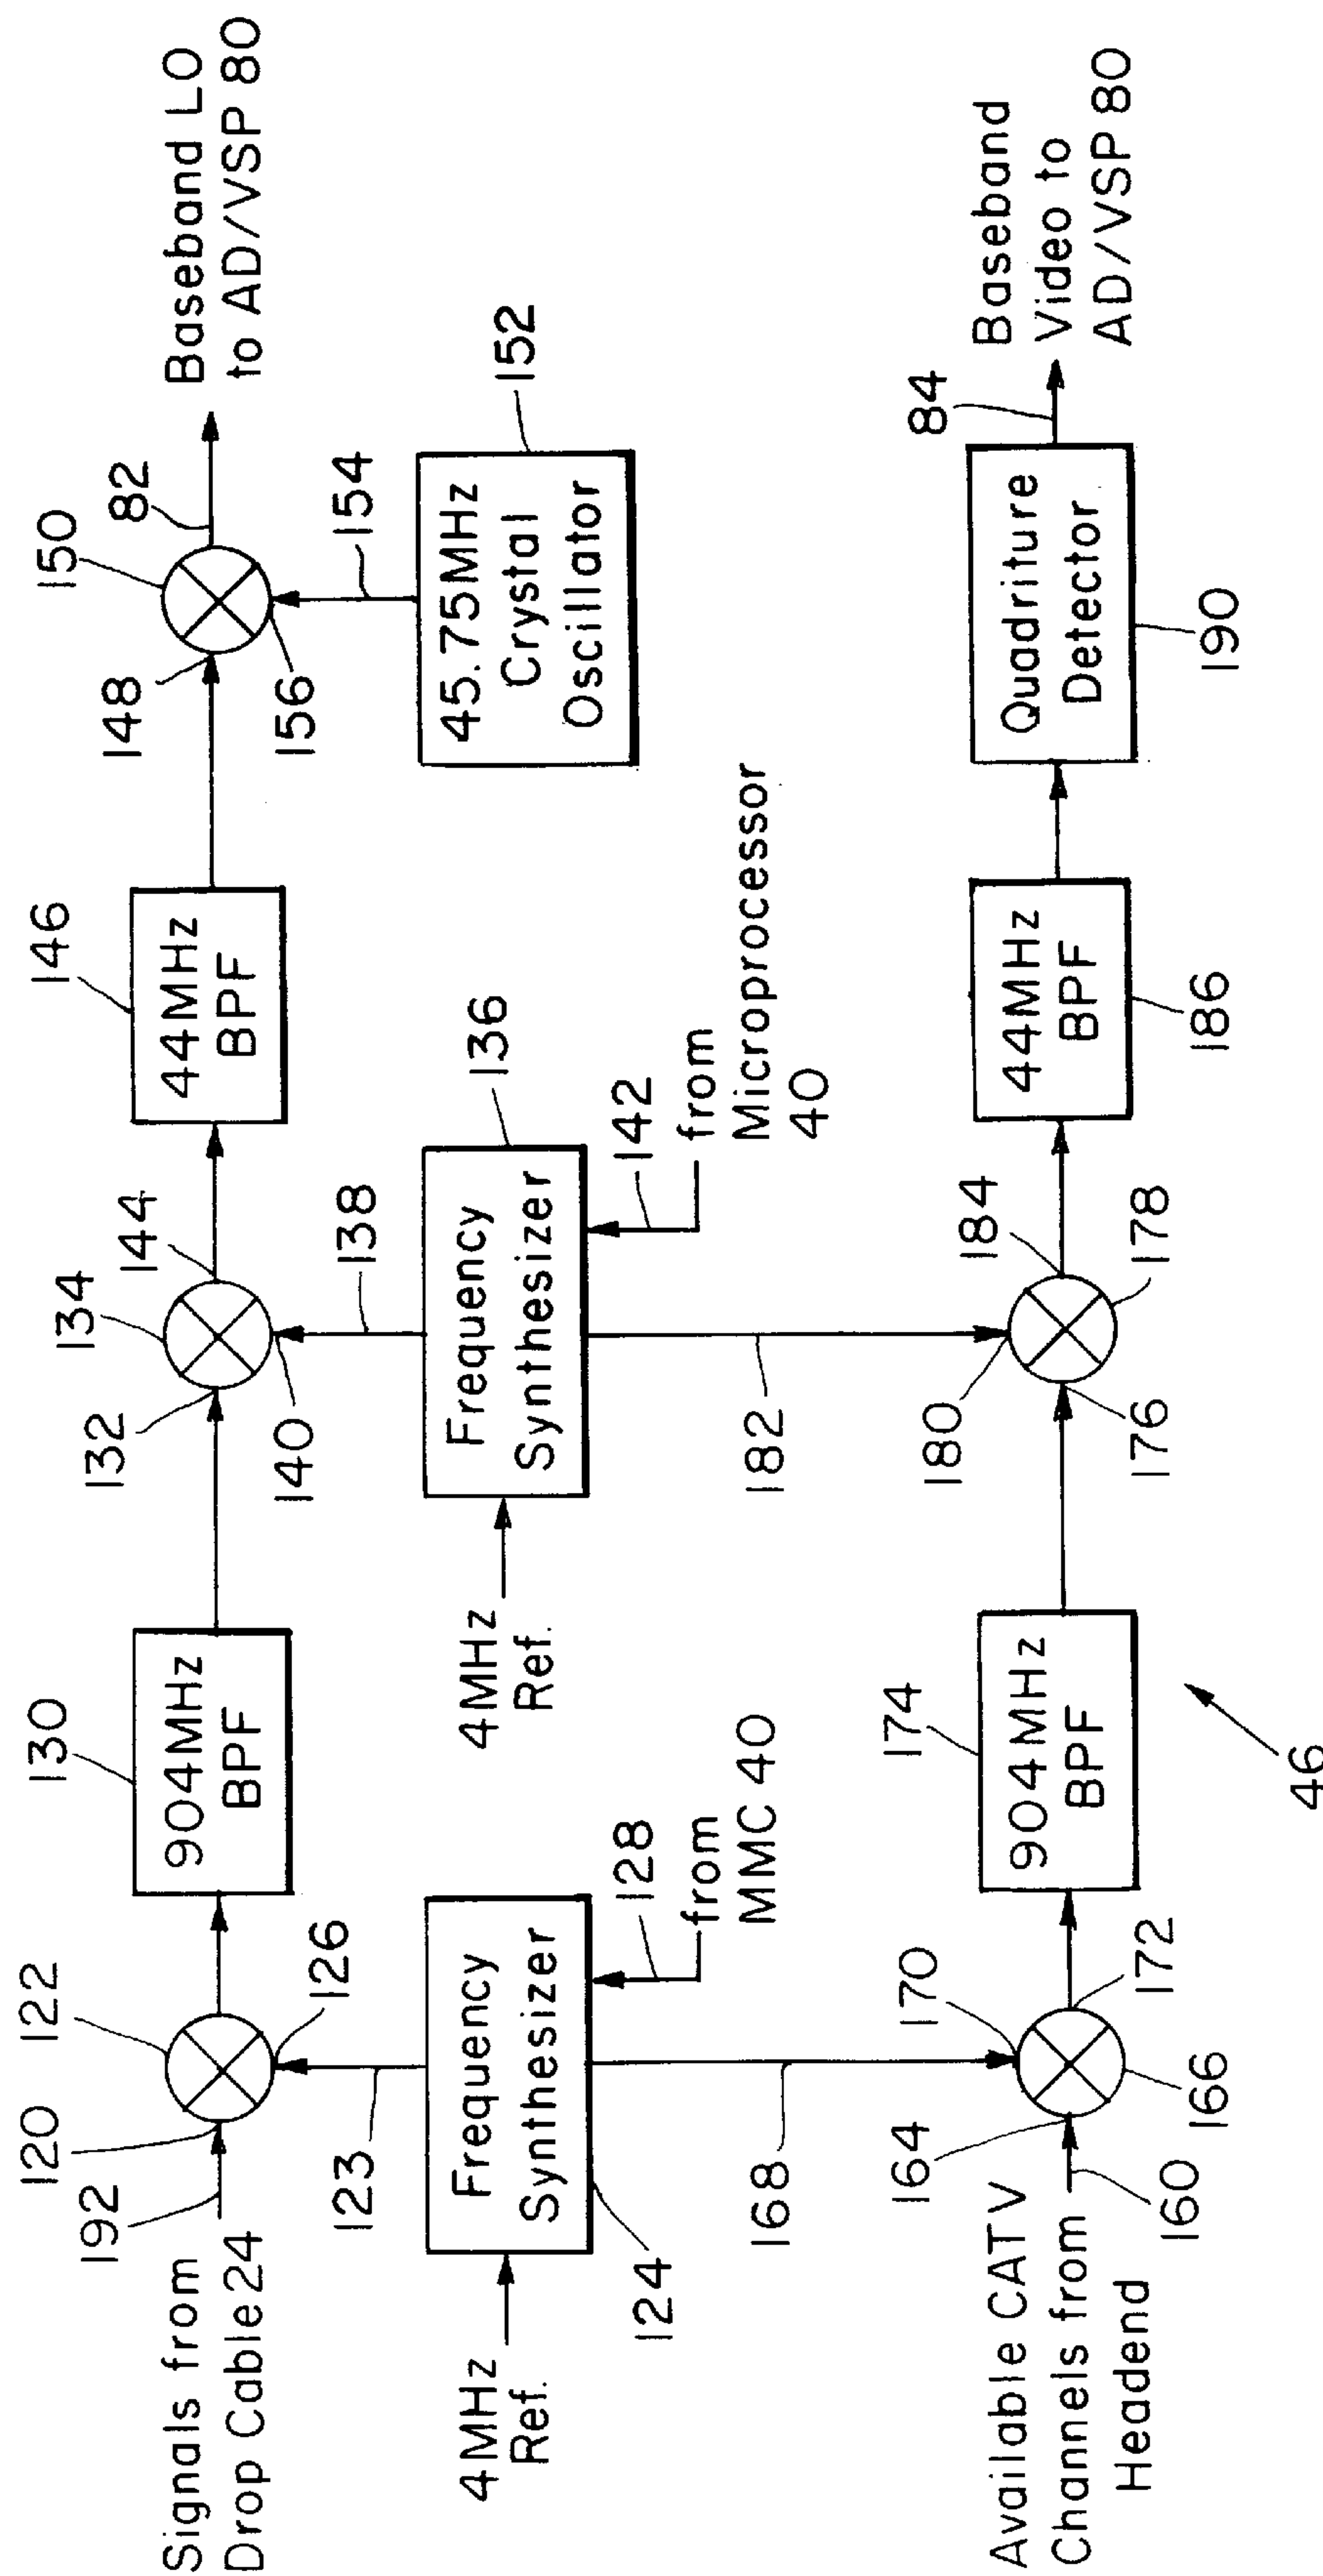 Signals from
Drop Cable 24
192
120
122
126
123
4MHz
Ref.
Frequency
Synthesizer
124
128
from
MMC 40
168
130
904MHz
BPF
132
134
144
140
138
4MHz
Ref.
Frequency
Synthesizer
136
142
from
Microprocessor
40
182
146
44MHz
BPF
148
150
82
156
154
45.75MHz
Crystal
Oscillator
152
Baseband LO
to AD/VSP 80
Available CATV
Channels from
Headend
160
164
166
170
172
174
904MHz
BPF
46
176
180
178
184
44MHz
BPF
186
Quadriture
Detector
190
84
Baseband
Video to
AD/VSP 80